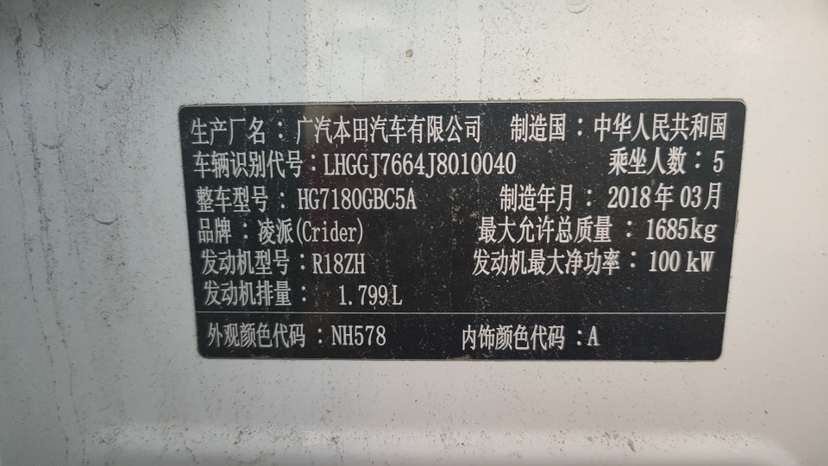 生产厂名：广汽本田汽车有限公司 制造国：中华人民共和国
车辆识别代号：LHGGJ7664J8010040 乘坐人数：5
整车型号：HG7180GBC5A 制造年月：2018年03月
品牌：凌派(Crider) 最大允许总质量：1685kg
发动机型号：R18ZH 发动机最大净功率：100 kW
发动机排量：1.799L
外观颜色代码：NH578 内饰颜色代码：A